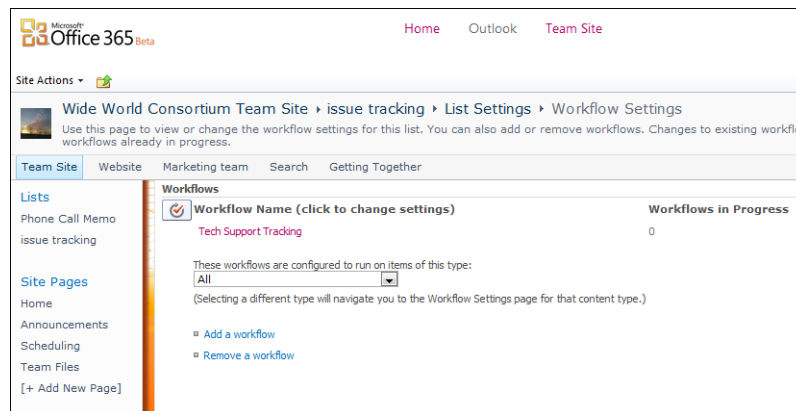 Microsoft®
Office 365 Beta
Home Outlook Team Site
Site Actions
Wide World Consortium Team Site issue tracking List Settings Workflow Settings
Use this page to view or change the workflow settings for this list. You can also add or remove workflows. Changes to existing
workflows already in progress.
Team Site Website Marketing team Search Getting Together
Lists
Phone Call Memo
issue tracking
Site Pages
Home
Announcements
Scheduling
Team Files
[+ Add New Page]
Workflows
Workflow Name (click to change settings) Workflows in Progress
Tech Support Tracking 0
These workflows are configured to run on items of this type:
All
(Selecting a different type will navigate you to the Workflow Settings page for that content type.)
Add a workflow
Remove a workflow